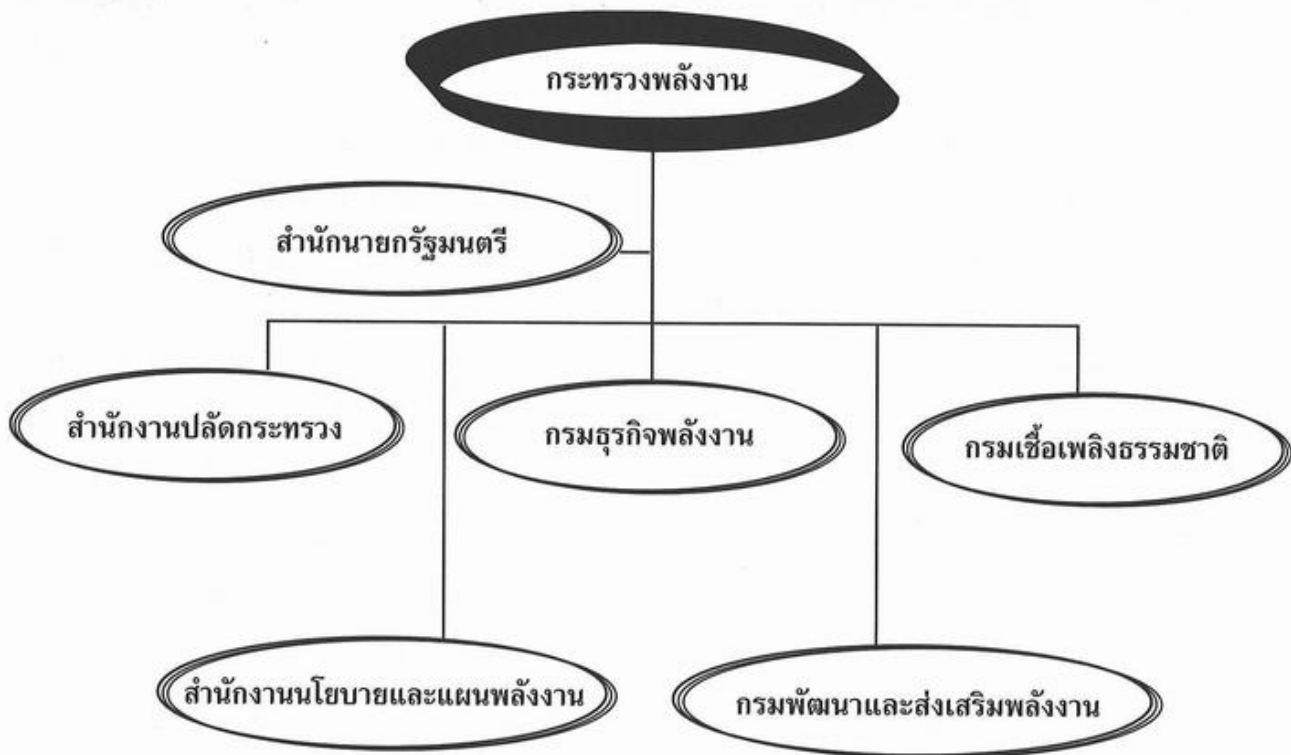 กระทรวงพลังงาน
สำนักนายกรัฐมนตรี
สำนักงานปลัดกระทรวง
กรมธุรกิจพลังงาน
กรมเชื้อเพลิงธรรมชาติ
สำนักงานนโยบายและแผนพลังงาน
กรมพัฒนาและส่งเสริมพลังงาน